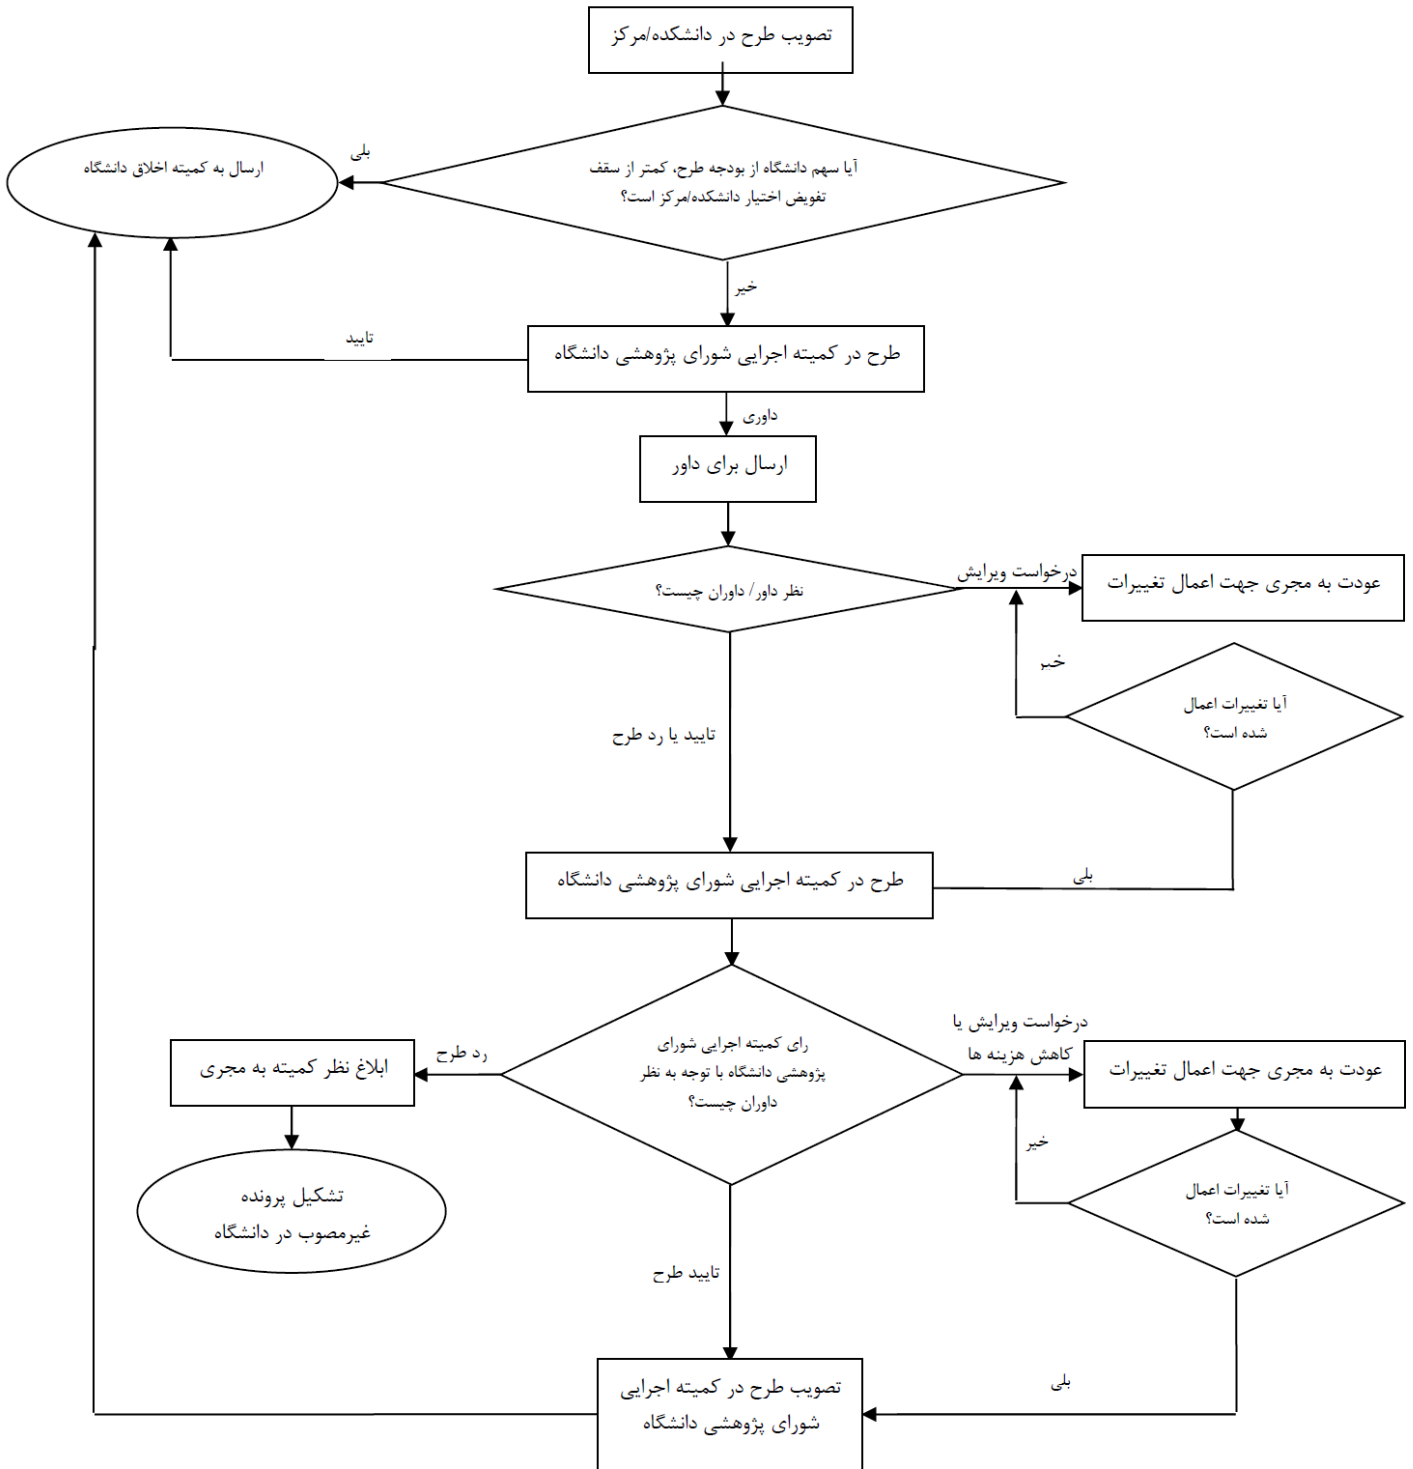 تصویب طرح در دانشکده/مرکز
آیا سهم دانشگاه از بودجه طرح، کمتر از سقف
تفویض اختیار دانشکده/مرکز است؟
بلی
ارسال به کمیته اخلاق دانشگاه
خیر
طرح در کمیته اجرایی شورای پژوهشی دانشگاه
تایید
داوری
ارسال برای داور
نظر داور/ داوران چیست؟
درخواست ویرایش
عودت به مجری جهت اعمال تغییرات
خیر
آیا تغییرات اعمال
شده است؟
تایید یا رد طرح
بلی
طرح در کمیته اجرایی شورای پژوهشی دانشگاه
رای کمیته اجرایی شورای
پژوهشی دانشگاه با توجه به نظر
داوران چیست؟
درخواست ویرایش یا
کاهش هزینه ها
عودت به مجری جهت اعمال تغییرات
رد طرح
ابلاغ نظر کمیته به مجری
خیر
آیا تغییرات اعمال
شده است؟
تشکیل پرونده
غیرمصوب در دانشگاه
تایید طرح
بلی
تصویب طرح در کمیته اجرایی
شورای پژوهشی دانشگاه